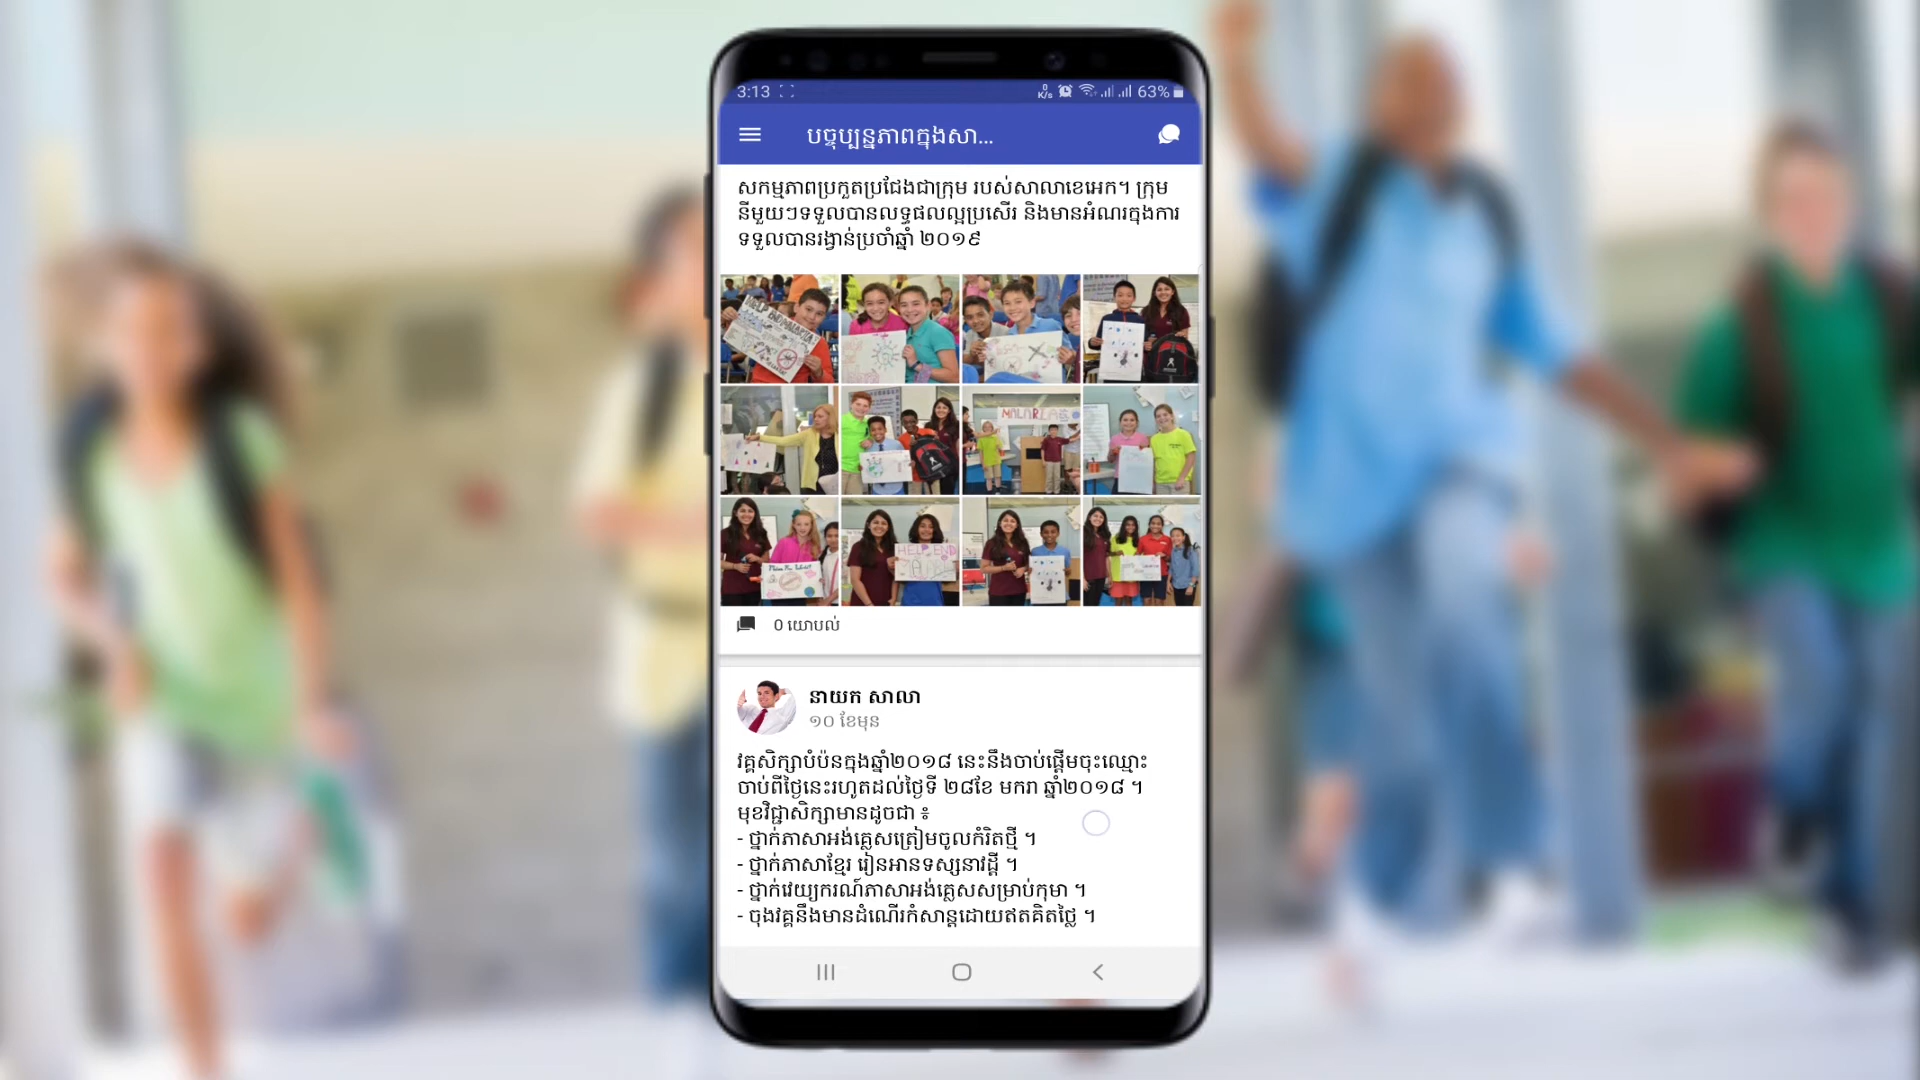 3:13
0 K/s
63%
បច្ចុប្បន្នភាពក្នុងសា...
សកម្មភាពប្រកួតប្រជែងជាក្រុម របស់សាលាខេអេក។ ក្រុម
នីមួយៗទទួលបានលទ្ធផលល្អប្រសើរ និងមានអំណរក្នុងការ
ទទួលបានរង្វាន់ប្រចាំឆ្នាំ ២០១៩
MALAREAS
HELP END
0 យោបល់
នាយក សាលា
១០ ខែមុន
វគ្គសិក្សាបំប៉នក្នុងឆ្នាំ២០១៨ នេះនឹងចាប់ផ្ដើមចុះឈ្មោះ
ចាប់ពីថ្ងៃនេះរហូតដល់ថ្ងៃទី ២៨ខែ មករា ឆ្នាំ២០១៨ ។
មុខវិជ្ជាសិក្សាមានដូចជា ៖
- ថ្នាក់ភាសាអង់គ្លេសត្រៀមចូលកំរិតថ្មី ។
- ថ្នាក់ភាសាខ្មែរ រៀនអានទស្សនាវដ្ដី ។
- ថ្នាក់វេយ្យករណ៍ភាសាអង់គ្លេសសម្រាប់កុមា ។
- ចុងវគ្គនឹងមានដំណើរកំសាន្តដោយឥតគិតថ្លៃ ។